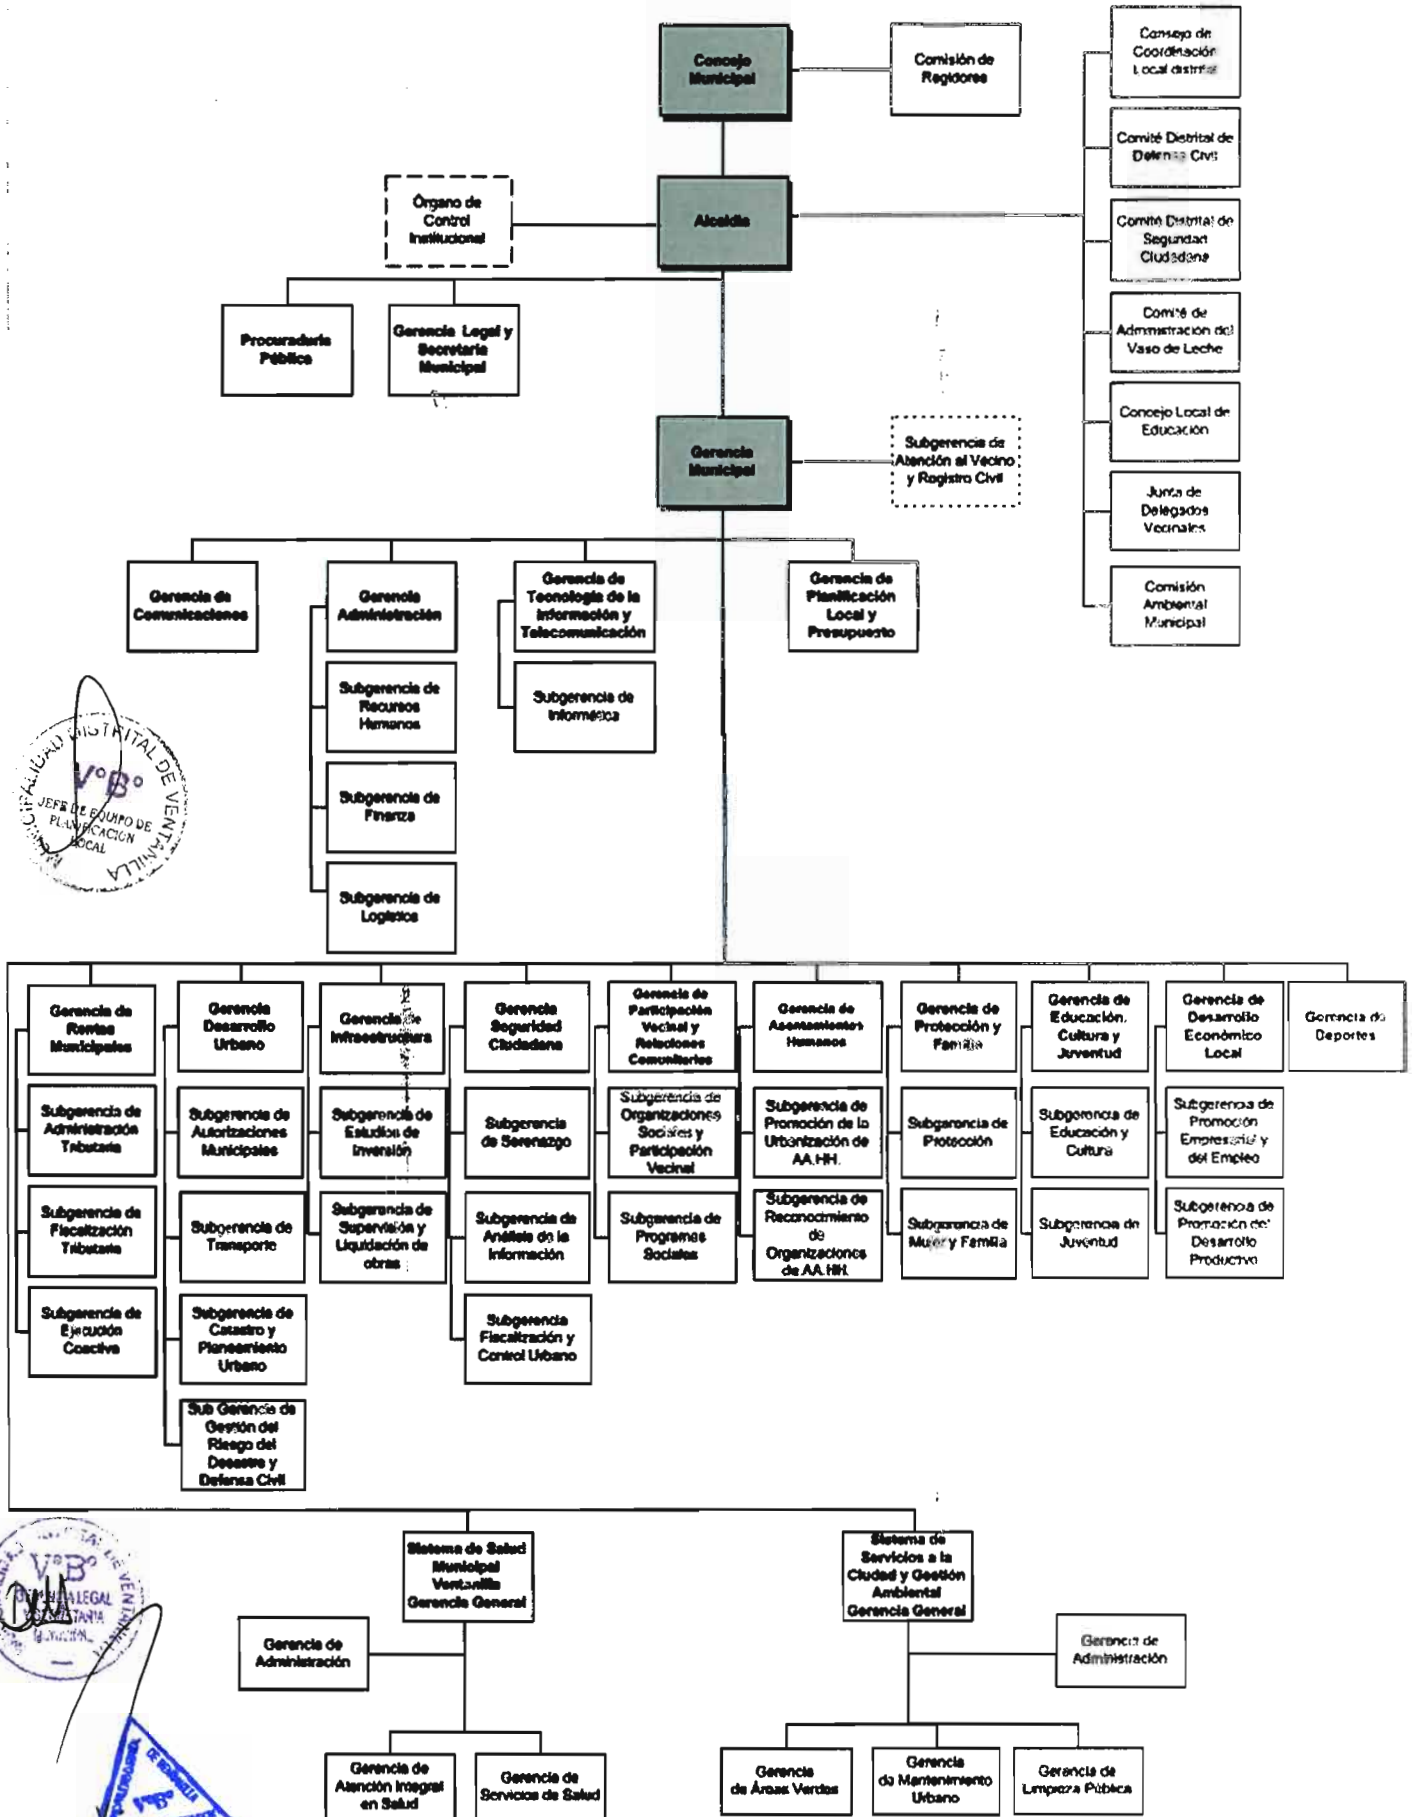 Concejo
Municipal
Comisión de
Regidores
Consejo de
Coordinación
Local distrital
Comité Distrital de
Defensa Civil
Comité Distrital de
Seguridad
Ciudadana
Comité de
Administración del
Vaso de Leche
Concejo Local de
Educación
Junta de
Delegados
Vecinales
Comisión
Ambiental
Municipal
Órgano de
Control
Institucional
Alcaldía
Procuraduría
Pública
Gerencia Legal y
Secretaría
Municipal
Gerencia
Municipal
Subgerencia de
Atención al Vecino
y Registro Civil
Gerencia de
Comunicaciones
Gerencia
Administración
Subgerencia de
Recursos
Humanos
Subgerencia de
Finanza
Subgerencia de
Logística
Gerencia de
Tecnología de la
Información y
Telecomunicación
Subgerencia de
Informática
Gerencia de
Planificación
Local y
Presupuesto
MUNICIPALIDAD DISTRITAL DE VENTANILLA
V°B°
JEFE DE EQUIPO DE
PLANIFICACION
LOCAL
Gerencia de
Rentas
Municipales
Subgerencia de
Administración
Tributaria
Subgerencia de
Fiscalización
Tributaria
Subgerencia de
Ejecución
Coactiva
Gerencia
Desarrollo
Urbano
Subgerencia de
Autorizaciones
Municipales
Subgerencia de
Transporte
Subgerencia de
Catastro y
Planeamiento
Urbano
Sub Gerencia de
Gestión del
Riesgo del
Desastre y
Defensa Civil
Gerencia de
Infraestructura
Subgerencia de
Estudios de
Inversión
Subgerencia de
Supervisión y
Liquidación de
obras
Gerencia
Seguridad
Ciudadana
Subgerencia
de Serenazgo
Subgerencia de
Análisis de la
Información
Subgerencia
Fiscalización y
Control Urbano
Gerencia de
Participación
Vecinal y
Relaciones
Comunitarias
Subgerencia de
Organizaciones
Sociales y
Participación
Vecinal
Subgerencia de
Programas
Sociales
Gerencia de
Asentamientos
Humanos
Subgerencia de
Promoción de la
Urbanización de
AA.HH.
Subgerencia de
Reconocimiento
de
Organizaciones
de AA.HH.
Gerencia de
Protección y
Familia
Subgerencia de
Protección
Subgerencia de
Mujer y Familia
Gerencia de
Educación,
Cultura y
Juventud
Subgerencia de
Educación y
Cultura
Subgerencia de
Juventud
Gerencia de
Desarrollo
Económico
Local
Subgerencia de
Promoción
Empresarial y
del Empleo
Subgerencia de
Promoción del
Desarrollo
Productivo
Gerencia de
Deportes
Sistema de Salud
Municipal
Ventanilla
Gerencia General
Gerencia de
Administración
Gerencia de
Atención Integral
en Salud
Gerencia de
Servicios de Salud
Sistema de
Servicios a la
Ciudad y Gestión
Ambiental
Gerencia General
Gerencia de
Administración
Gerencia
de Áreas Verdes
Gerencia
de Mantenimiento
Urbano
Gerencia de
Limpieza Pública
V°B°
LEGAL
DE VENTANILLA